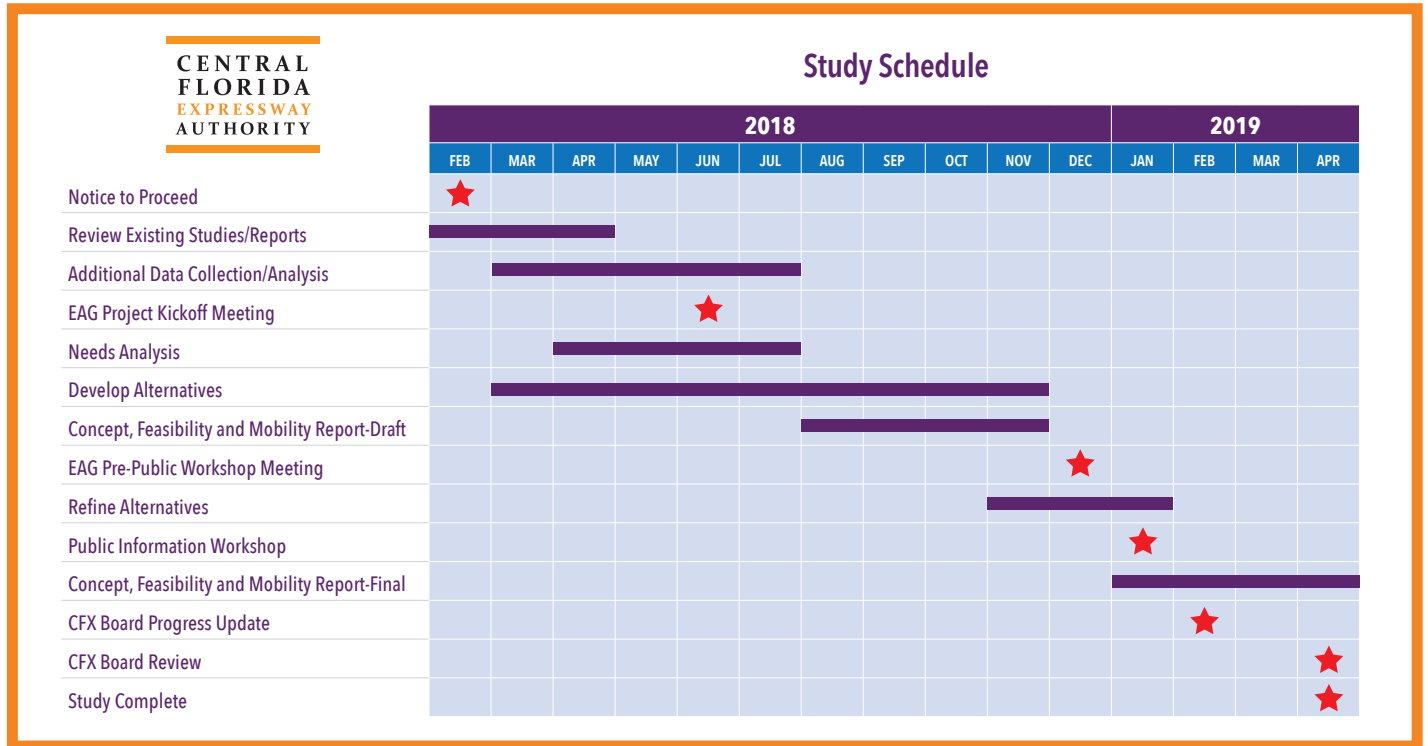 CENTRAL
FLORIDA
EXPRESSWAY
AUTHORITY
Study Schedule
2018 2019
FEB MAR APR MAY JUN JUL AUG SEP OCT NOV DEC JAN FEB MAR APR
Notice to Proceed
Review Existing Studies/Reports
Additional Data Collection/Analysis
EAG Project Kickoff Meeting
Needs Analysis
Develop Alternatives
Concept, Feasibility and Mobility Report-Draft
EAG Pre-Public Workshop Meeting
Refine Alternatives
Public Information Workshop
Concept, Feasibility and Mobility Report-Final
CFX Board Progress Update
CFX Board Review
Study Complete